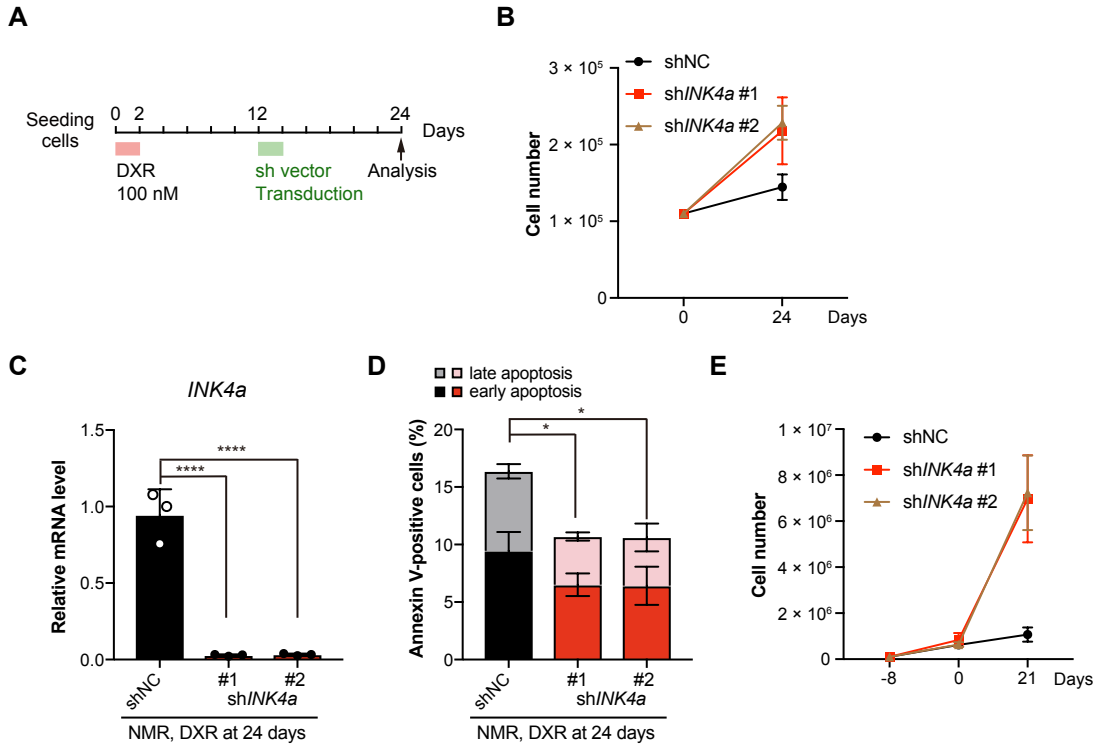 A
0 2 12 24
Seeding cells
Days
DXR
100 nM
sh vector
Transduction
Analysis
B
shNC
shINK4a #1
shINK4a #2
Cell number
3 × 10⁵
2 × 10⁵
1 × 10⁵
0
0 24 Days
C
INK4a
Relative mRNA level
1.5
1.0
0.5
0.0
****
****
shNC #1 #2
shINK4a
NMR, DXR at 24 days
D
late apoptosis
early apoptosis
Annexin V-positive cells (%)
20
15
10
5
0
*
*
shNC #1 #2
shINK4a
NMR, DXR at 24 days
E
shNC
shINK4a #1
shINK4a #2
Cell number
1 × 10⁷
8 × 10⁶
6 × 10⁶
4 × 10⁶
2 × 10⁶
0
-8 0 21 Days